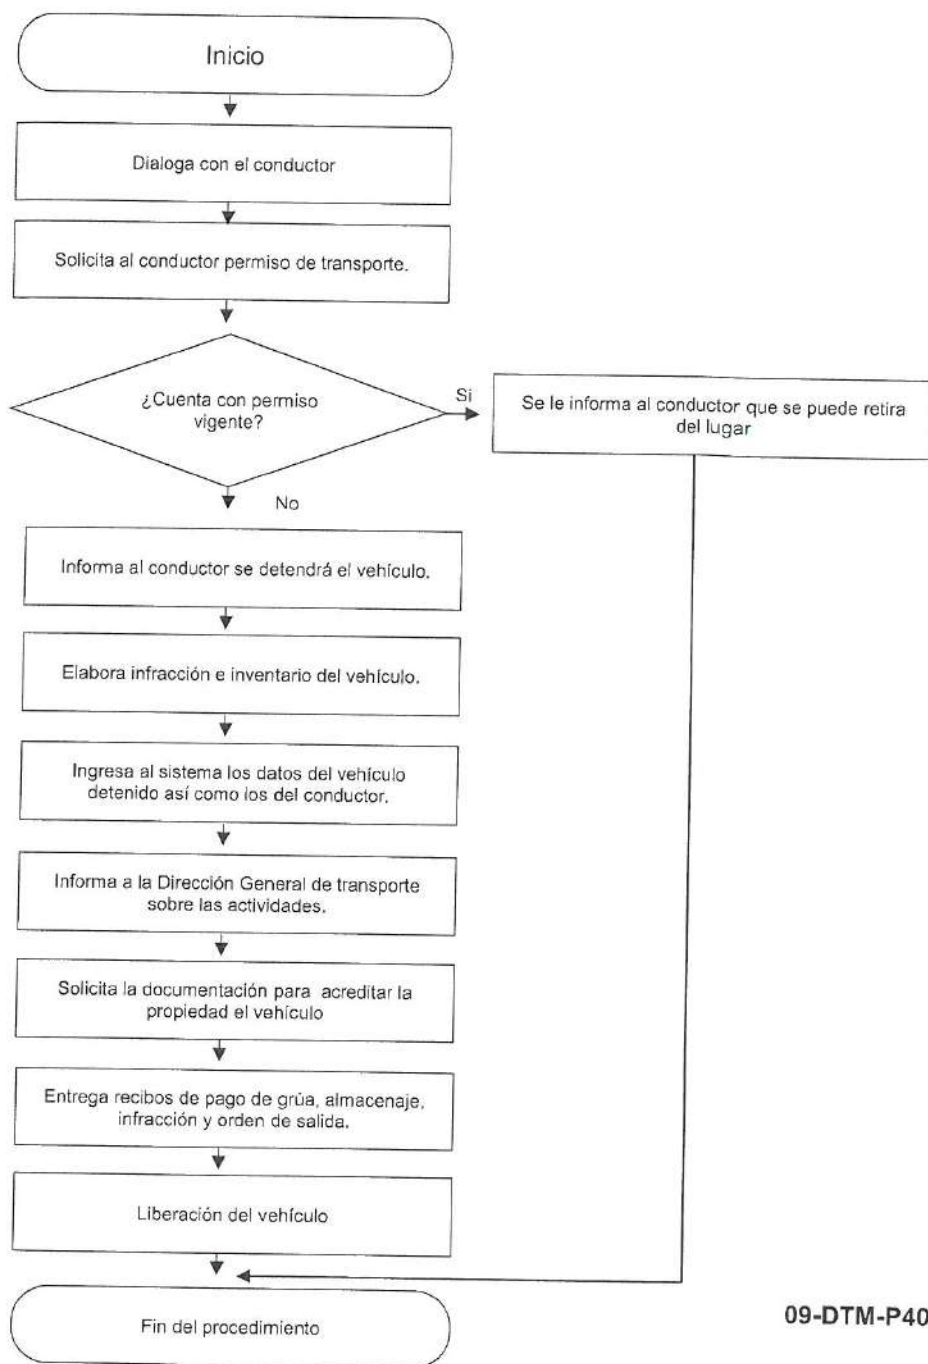 Inicio
Dialoga con el conductor
Solicita al conductor permiso de transporte.
¿Cuenta con permiso
vigente?
Si
Se le informa al conductor que se puede retira
del lugar
No
Informa al conductor se detendrá el vehículo.
Elabora infracción e inventario del vehículo.
Ingresa al sistema los datos del vehículo
detenido así como los del conductor.
Informa a la Dirección General de transporte
sobre las actividades.
Solicita la documentación para acreditar la
propiedad el vehículo
Entrega recibos de pago de grúa, almacenaje,
infracción y orden de salida.
Liberación del vehículo
Fin del procedimiento
09-DTM-P40